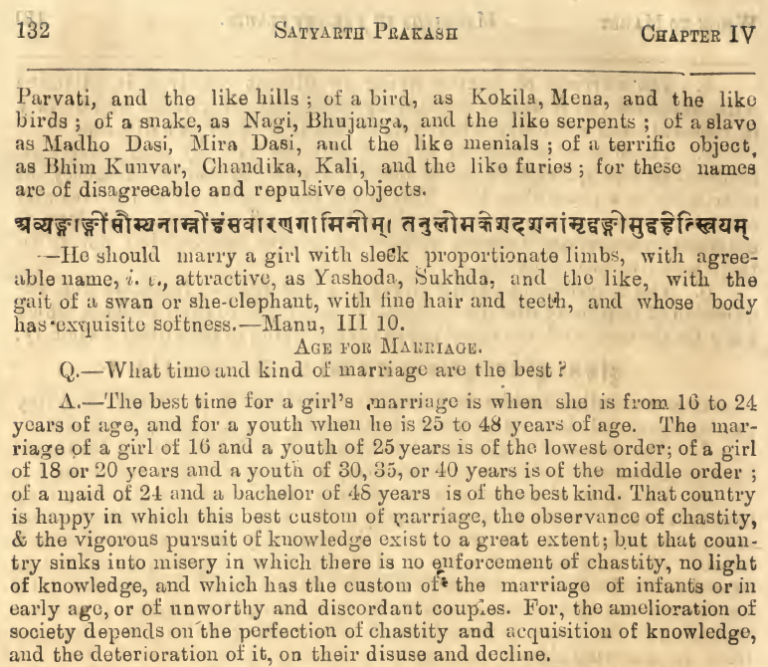 132 SATYARTH PRAKASH CHAPTER IV
Parvati, and the like hills ; of a bird, as Kokila, Mena, and the like
birds ; of a snake, as Nagi, Bhujanga, and the like serpents ; of a slave
as Madho Dasi, Mira Dasi, and the like menials ; of a terrific object,
as Bhim Kunvar, Chandika, Kali, and the like furies ; for these names
are of disagreeable and repulsive objects.
अव्यङ्गाङ्गीं सौम्यनाम्नीं हंसवारणगामिनीम्। तनुलोमकेशदशनां मृद्वङ्गीमुद्वहेत्स्त्रियम्
—He should marry a girl with sleek proportionate limbs, with agree-
able name, i. e., attractive, as Yashoda, Sukhda, and the like, with the
gait of a swan or she-elephant, with fine hair and teeth, and whose body
has exquisite softness.—Manu, III 10.
AGE FOR MARRIAGE.
Q.—What time and kind of marriage are the best ?
A.—The best time for a girl's marriage is when she is from 16 to 24
years of age, and for a youth when he is 25 to 48 years of age. The mar-
riage of a girl of 16 and a youth of 25 years is of the lowest order; of a girl
of 18 or 20 years and a youth of 30, 35, or 40 years is of the middle order ;
of a maid of 24 and a bachelor of 48 years is of the best kind. That country
is happy in which this best custom of marriage, the observance of chastity,
& the vigorous pursuit of knowledge exist to a great extent; but that coun-
try sinks into misery in which there is no enforcement of chastity, no light
of knowledge, and which has the custom of the marriage of infants or in
early age, or of unworthy and discordant couples. For, the amelioration of
society depends on the perfection of chastity and acquisition of knowledge,
and the deterioration of it, on their disuse and decline.